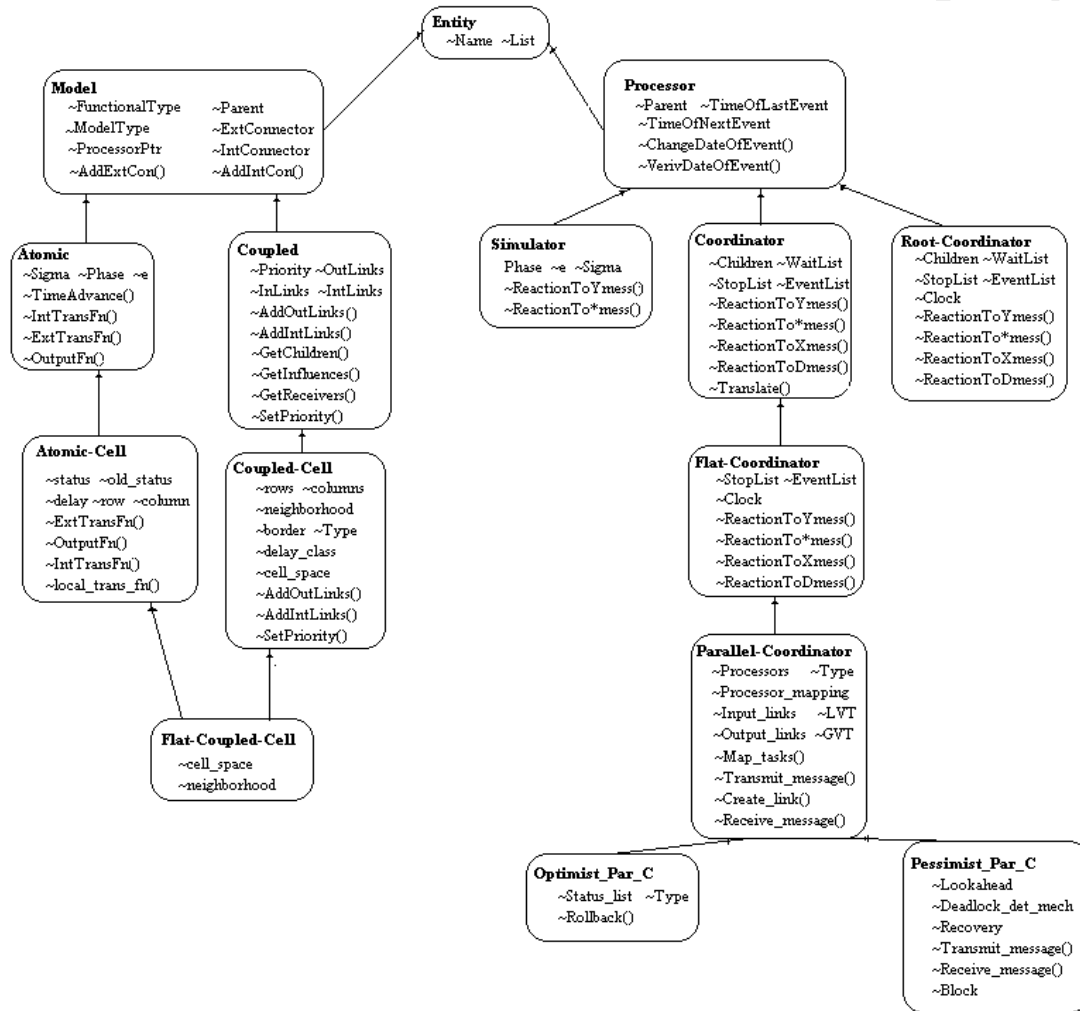 Entity
~Name ~List
Model
~FunctionalType ~Parent
~ModelType ~ExtConnector
~ProcessorPtr ~IntConnector
~AddExtCon() ~AddIntCon()
Processor
~Parent ~TimeOfLastEvent
~TimeOfNextEvent
~ChangeDateOfEvent()
~VerivDateOfEvent()
Atomic
~Sigma ~Phase ~e
~TimeAdvance()
~IntTransFn()
~ExtTransFn()
~OutputFn()
Coupled
~Priority ~OutLinks
~InLinks ~IntLinks
~AddOutLinks()
~AddIntLinks()
~GetChildren()
~GetInfluences()
~GetReceivers()
~SetPriority()
Simulator
Phase ~e ~Sigma
~ReactionToYmess()
~ReactionTo*mess()
Coordinator
~Children ~WaitList
~StopList ~EventList
~ReactionToYmess()
~ReactionTo*mess()
~ReactionToXmess()
~ReactionToDmess()
~Translate()
Root-Coordinator
~Children ~WaitList
~StopList ~EventList
~Clock
~ReactionToYmess()
~ReactionTo*mess()
~ReactionToXmess()
~ReactionToDmess()
Atomic-Cell
~status ~old_status
~delay ~row ~column
~ExtTransFn()
~OutputFn()
~IntTransFn()
~local_trans_fn()
Coupled-Cell
~rows ~columns
~neighborhood
~border ~Type
~delay_class
~cell_space
~AddOutLinks()
~AddIntLinks()
~SetPriority()
Flat-Coordinator
~StopList ~EventList
~Clock
~ReactionToYmess()
~ReactionTo*mess()
~ReactionToXmess()
~ReactionToDmess()
Flat-Coupled-Cell
~cell_space
~neighborhood
Parallel-Coordinator
~Processors ~Type
~Processor_mapping
~Input_links ~LVT
~Output_links ~GVT
~Map_tasks()
~Transmit_message()
~Create_link()
~Receive_message()
Optimist_Par_C
~Status_list ~Type
~Rollback()
Pessimist_Par_C
~Lookahead
~Deadlock_det_mech
~Recovery
~Transmit_message()
~Receive_message()
~Block